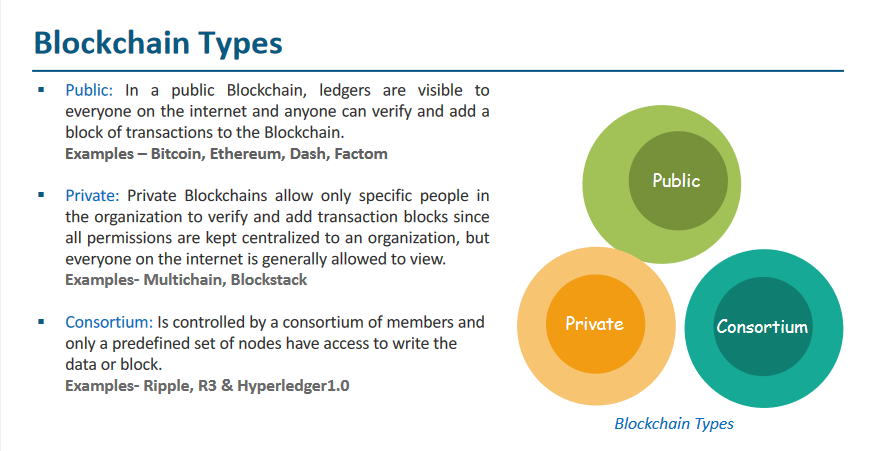 Blockchain Types
▪ Public: In a public Blockchain, ledgers are visible to
everyone on the internet and anyone can verify and add a
block of transactions to the Blockchain.
Examples – Bitcoin, Ethereum, Dash, Factom
▪ Private: Private Blockchains allow only specific people in
the organization to verify and add transaction blocks since
all permissions are kept centralized to an organization, but
everyone on the internet is generally allowed to view.
Examples- Multichain, Blockstack
▪ Consortium: Is controlled by a consortium of members and
only a predefined set of nodes have access to write the
data or block.
Examples- Ripple, R3 & Hyperledger1.0
Public
Private
Consortium
Blockchain Types